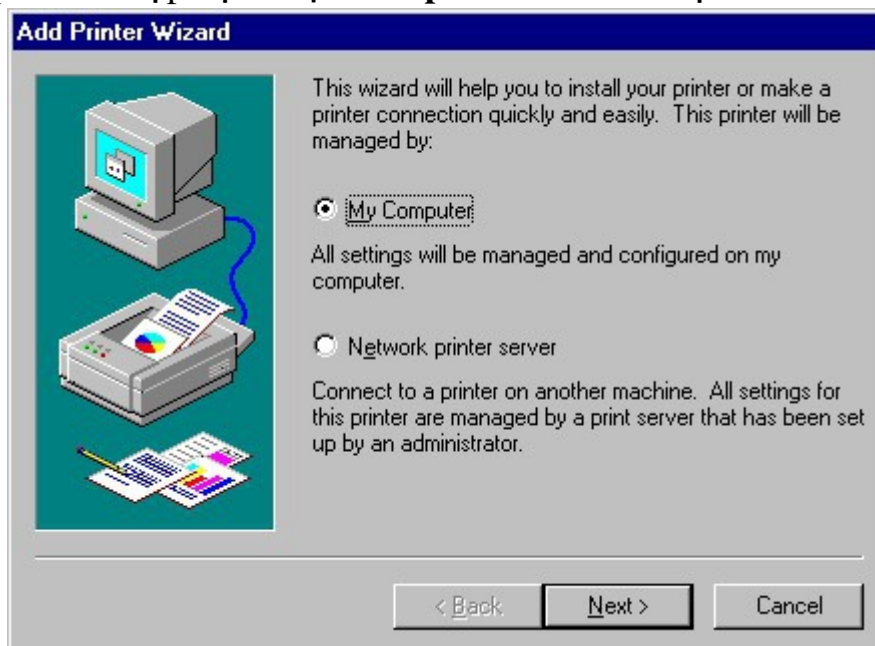 Add Printer Wizard
This wizard will help you to install your printer or make a
printer connection quickly and easily.  This printer will be
managed by:
My Computer
All settings will be managed and configured on my
computer.
Network printer server
Connect to a printer on another machine.  All settings for
this printer are managed by a print server that has been set
up by an administrator.
< Back
Next >
Cancel